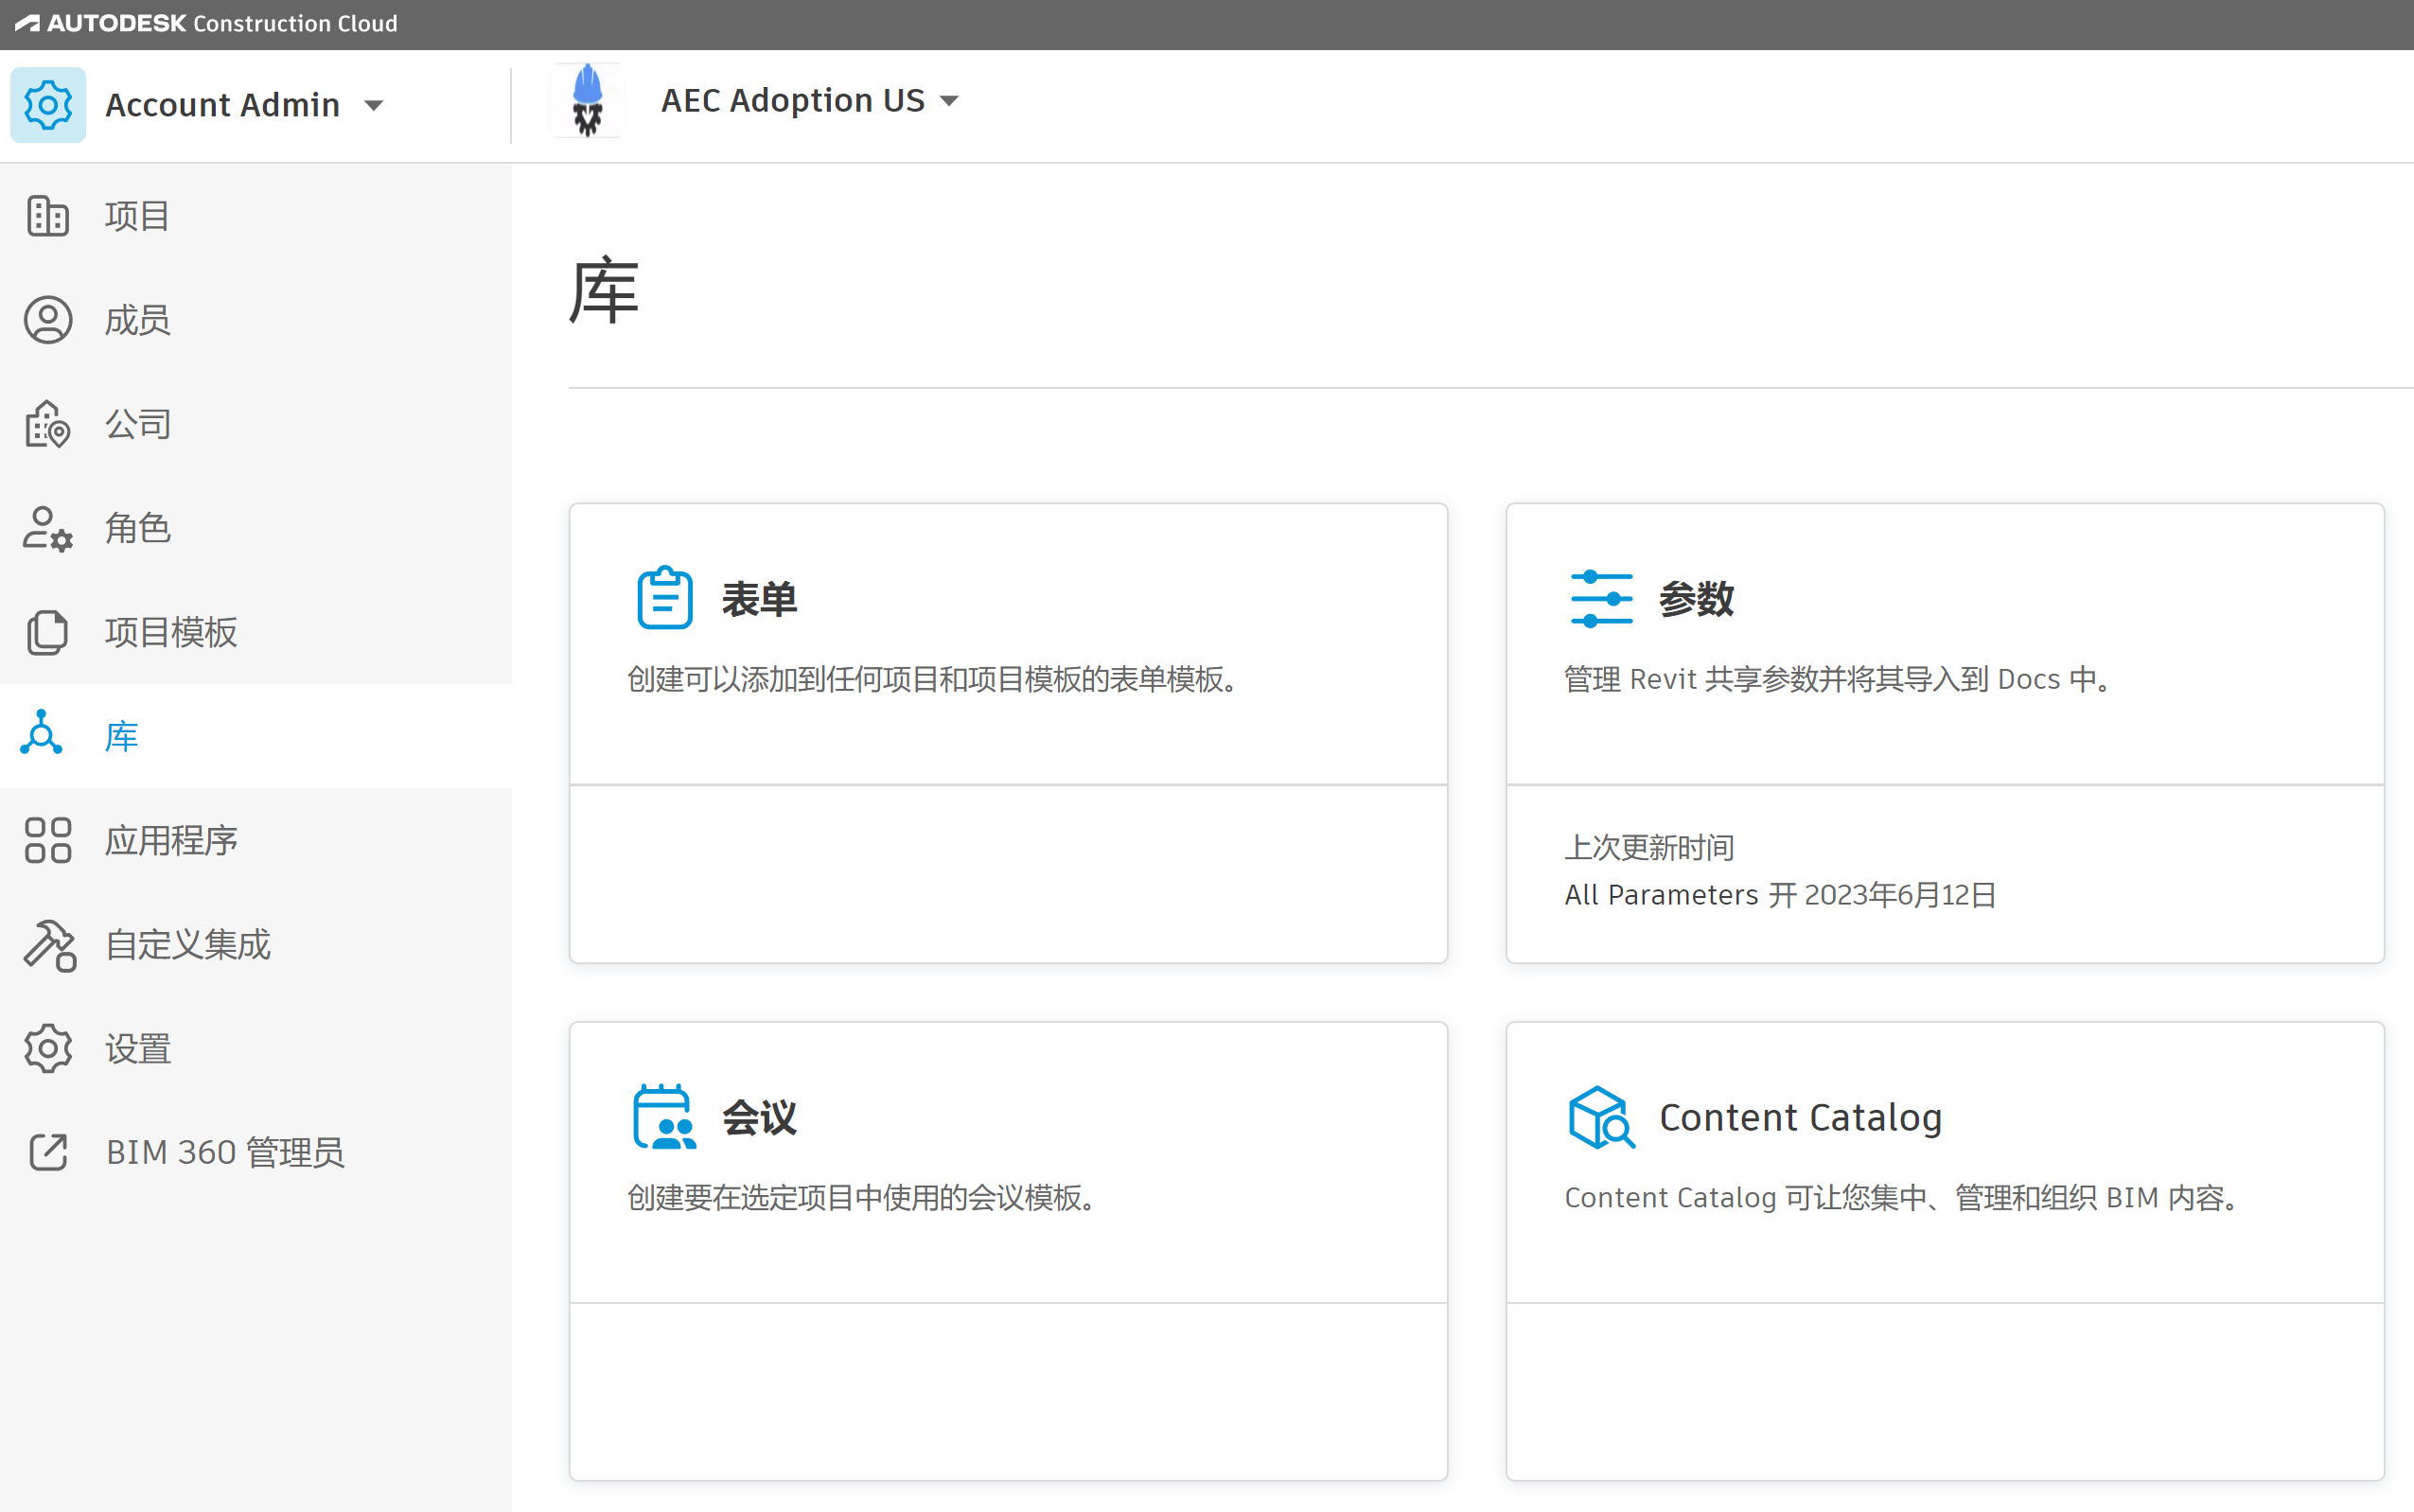 AUTODESK Construction Cloud
Account Admin
AEC Adoption US
项目
成员
公司
角色
项目模板
库
应用程序
自定义集成
设置
BIM 360 管理员
库
表单
创建可以添加到任何项目和项目模板的表单模板。
参数
管理 Revit 共享参数并将其导入到 Docs 中。
上次更新时间
All Parameters 开 2023年6月12日
会议
创建要在选定项目中使用的会议模板。
Content Catalog
Content Catalog 可让您集中、管理和组织 BIM 内容。